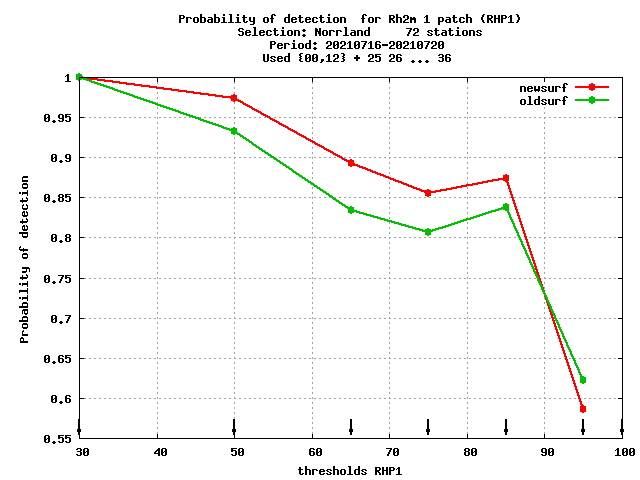 Probability of detection  for Rh2m 1 patch (RHP1)
Selection: Norrland     72 stations
Period: 20210716-20210720
Used {00,12} + 25 26 ... 36
newsurf
oldsurf
1
0.95
0.9
0.85
0.8
0.75
0.7
0.65
0.6
0.55
Probability of detection
30 40 50 60 70 80 90 100
thresholds RHP1